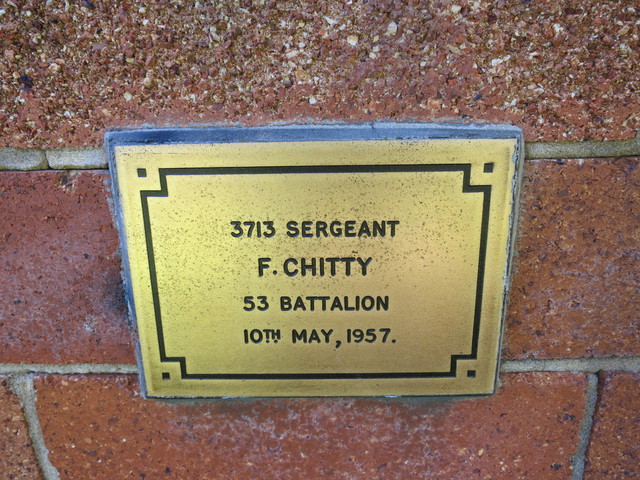 3713 SERGEANT
F. CHITTY
53 BATTALION
10TH MAY, 1957.